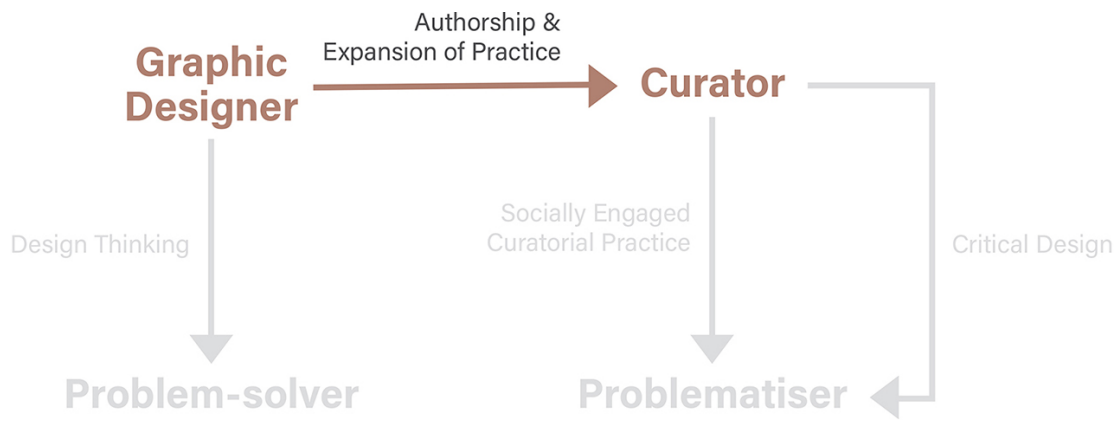 Authorship &
Expansion of Practice
Graphic
Designer
Curator
Design Thinking
Socially Engaged
Curatorial Practice
Critical Design
Problem-solver
Problematiser